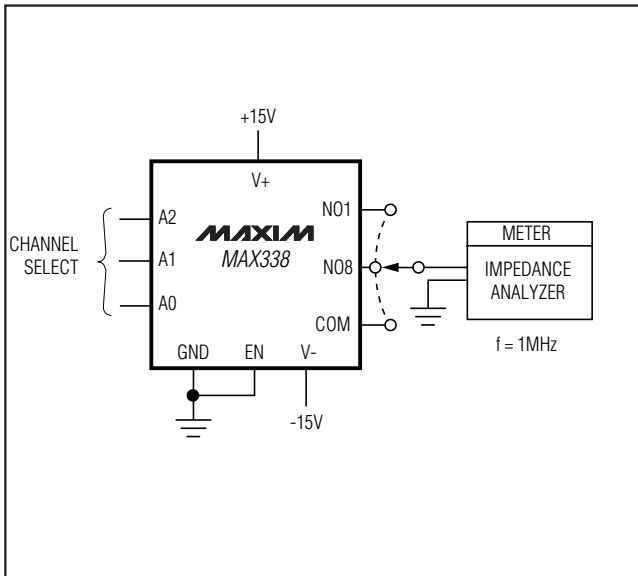 +15V
V+
CHANNEL
SELECT
A2
A1
A0
MAXIM
MAX338
NO1
NO8
COM
GND
EN
V-
-15V
METER
IMPEDANCE
ANALYZER
f = 1MHz